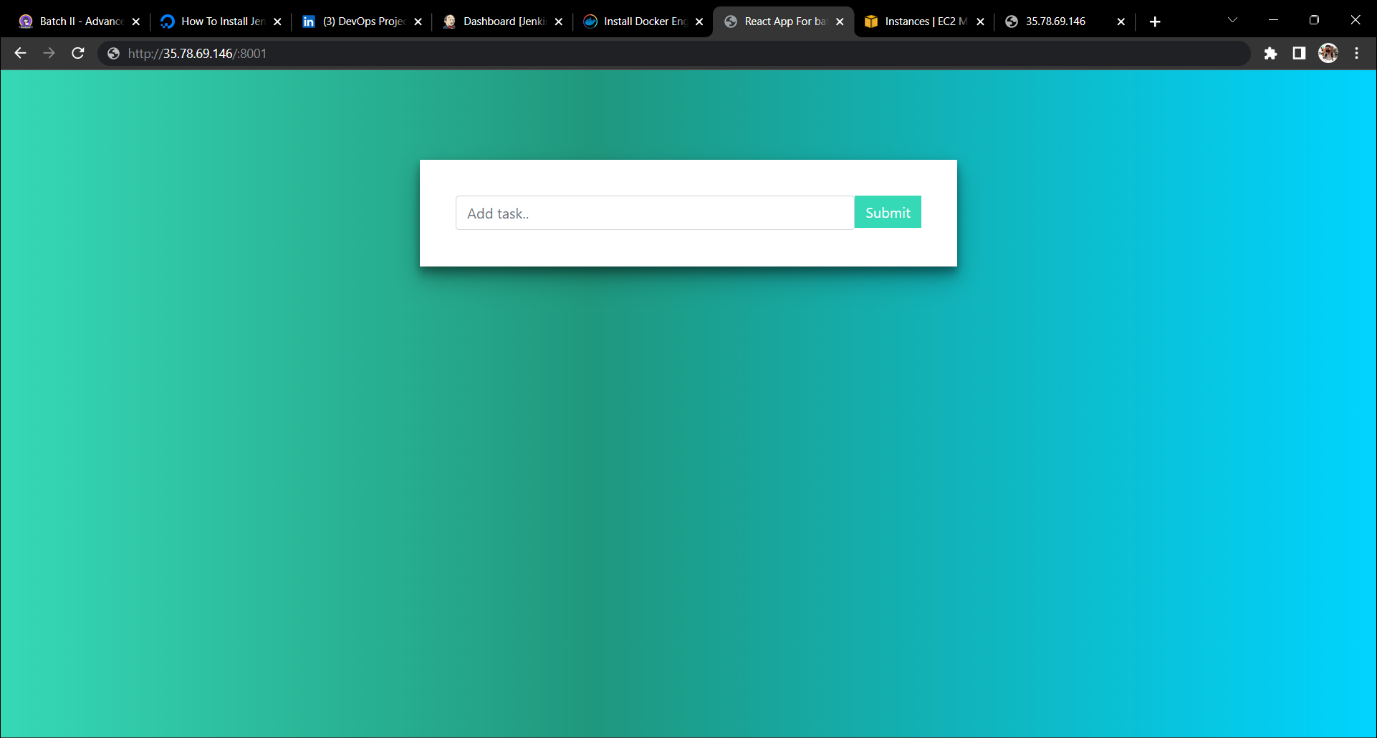 Batch II - Advance
How To Install Jen
(3) DevOps Projec
Dashboard [Jenki
Install Docker Eng
React App For ba
Instances | EC2 M
35.78.69.146
http://35.78.69.146/:8001
Add task..
Submit